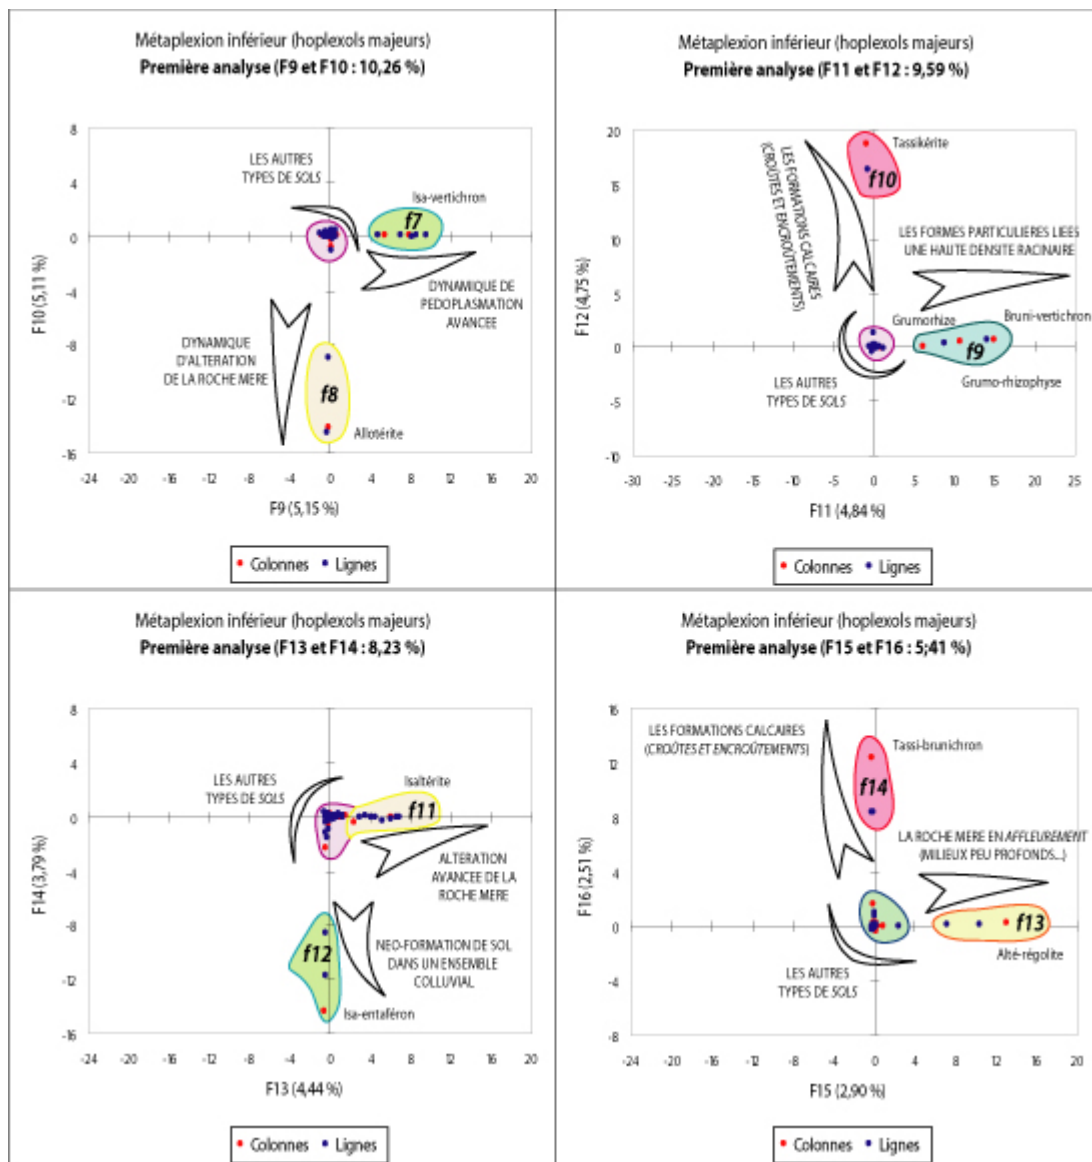 Métaplexion inférieur (hoplexols majeurs)
Première analyse (F9 et F10 : 10,26 %)
8
4
0
-4
-8
-12
-16
F10 (5,11 %)
LES AUTRES
TYPES DE SOLS
Isa-vertichron
f7
DYNAMIQUE DE
PEDOPLASMATION
AVANCEE
DYNAMIQUE
D'ALTERATION
DE LA ROCHE MERE
f8
Allotérite
-24 -20 -16 -12 -8 -4 0 4 8 12 16 20
F9 (5,15 %)
Colonnes Lignes
Métaplexion inférieur (hoplexols majeurs)
Première analyse (F11 et F12 : 9,59 %)
20
15
10
5
0
-5
-10
F12 (4,75 %)
Tassikérite
f10
LES FORMATIONS CALCAIRES
(CROÛTES ET ENCROÛTEMENTS)
LES FORMES PARTICULIERES LIEES
UNE HAUTE DENSITE RACINAIRE
Grumorhize
Bruni-vertichron
f9
Grumo-rhizophyse
LES AUTRES
TYPES DE SOLS
-30 -25 -20 -15 -10 -5 0 5 10 15 20 25
F11 (4,84 %)
Colonnes Lignes
Métaplexion inférieur (hoplexols majeurs)
Première analyse (F13 et F14 : 8,23 %)
8
4
0
-4
-8
-12
-16
F14 (3,79 %)
LES AUTRES
TYPES DE SOLS
Isaltérite
f11
ALTERATION
AVANCEE DE LA
ROCHE MERE
f12
NEO-FORMATION DE SOL
DANS UN ENSEMBLE
COLLUVIAL
Isa-entaféron
-24 -20 -16 -12 -8 -4 0 4 8 12 16 20
F13 (4,44 %)
Colonnes Lignes
Métaplexion inférieur (hoplexols majeurs)
Première analyse (F15 et F16 : 5;41 %)
16
12
8
4
0
-4
-8
F16 (2,51 %)
LES FORMATIONS CALCAIRES
(CROÛTES ET ENCROÛTEMENTS)
Tassi-brunichron
f14
LA ROCHE MERE EN AFFLEUREMENT
(MILIEUX PEU PROFONDS...)
f13
Alté-régolite
LES AUTRES
TYPES DE SOLS
-24 -20 -16 -12 -8 -4 0 4 8 12 16 20
F15 (2,90 %)
Colonnes Lignes